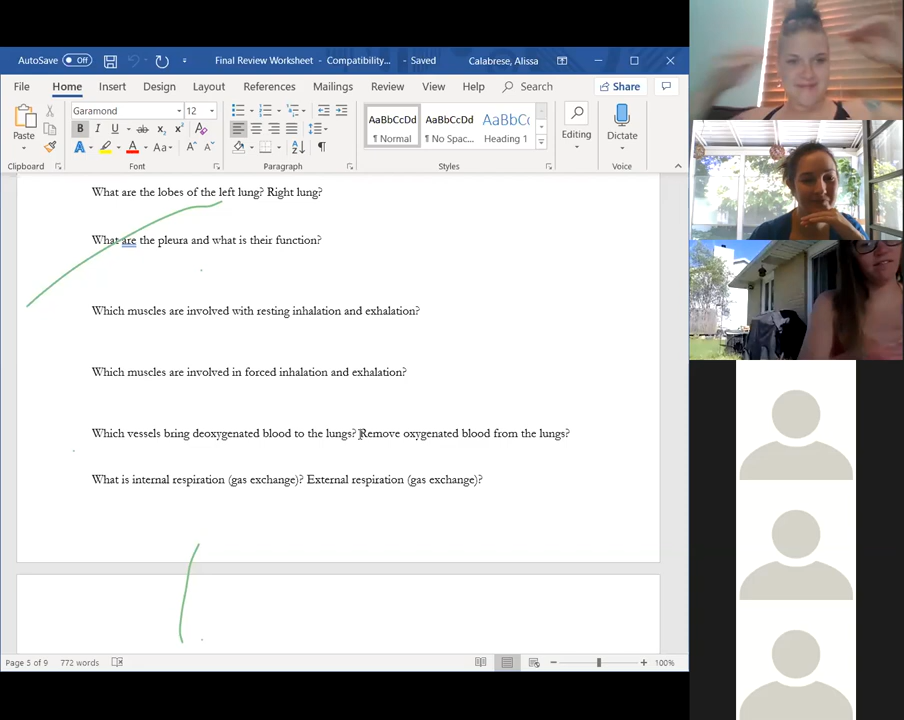 AutoSave Off Final Review Worksheet - Compatibility... - Saved Calabrese, Alissa
File Home Insert Design Layout References Mailings Review View Help Search Share
Paste Garamond 12 AaBbCcDd AaBbCcDd AaBbCc Editing Dictate
B I U ab x₂ x² ¶ Normal ¶ No Spac... Heading 1
A A Aa A A
Clipboard Font Paragraph Styles Voice
What are the lobes of the left lung? Right lung?
What are the pleura and what is their function?
Which muscles are involved with resting inhalation and exhalation?
Which muscles are involved in forced inhalation and exhalation?
Which vessels bring deoxygenated blood to the lungs? Remove oxygenated blood from the lungs?
What is internal respiration (gas exchange)? External respiration (gas exchange)?
Page 5 of 9 772 words 100%